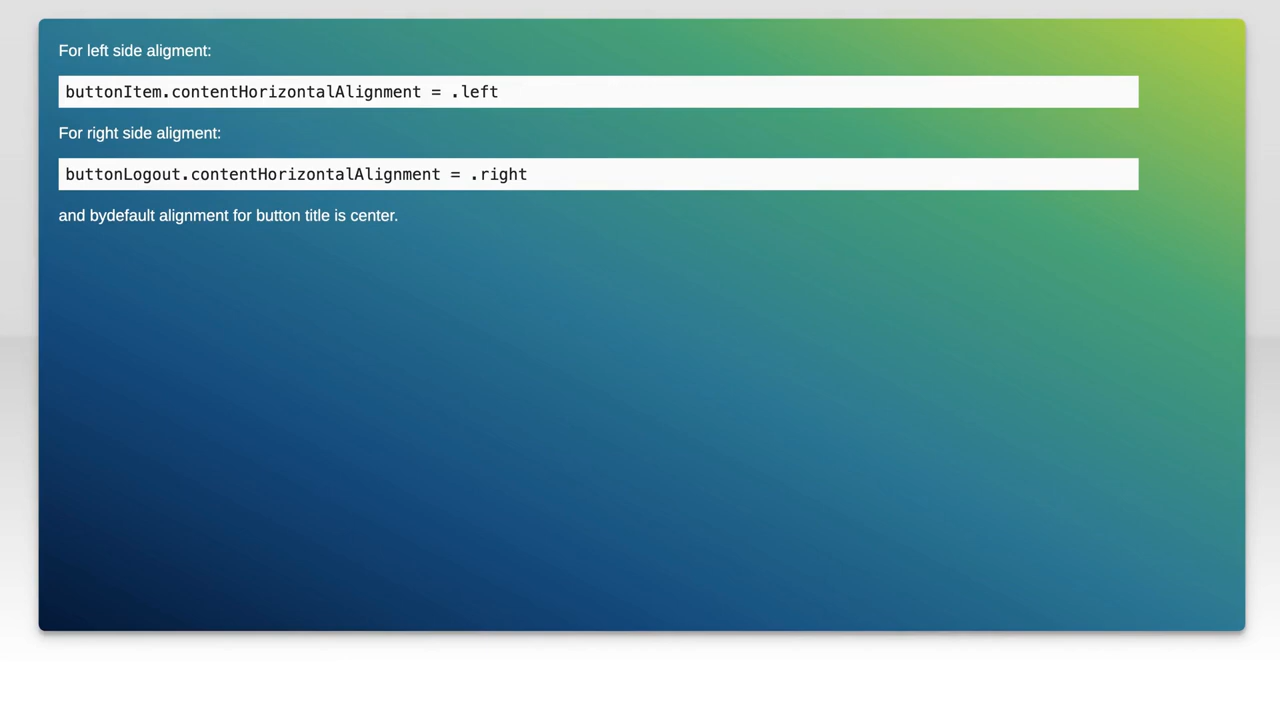 For left side aligment:
buttonItem.contentHorizontalAlignment = .left
For right side aligment:
buttonLogout.contentHorizontalAlignment = .right
and bydefault alignment for button title is center.